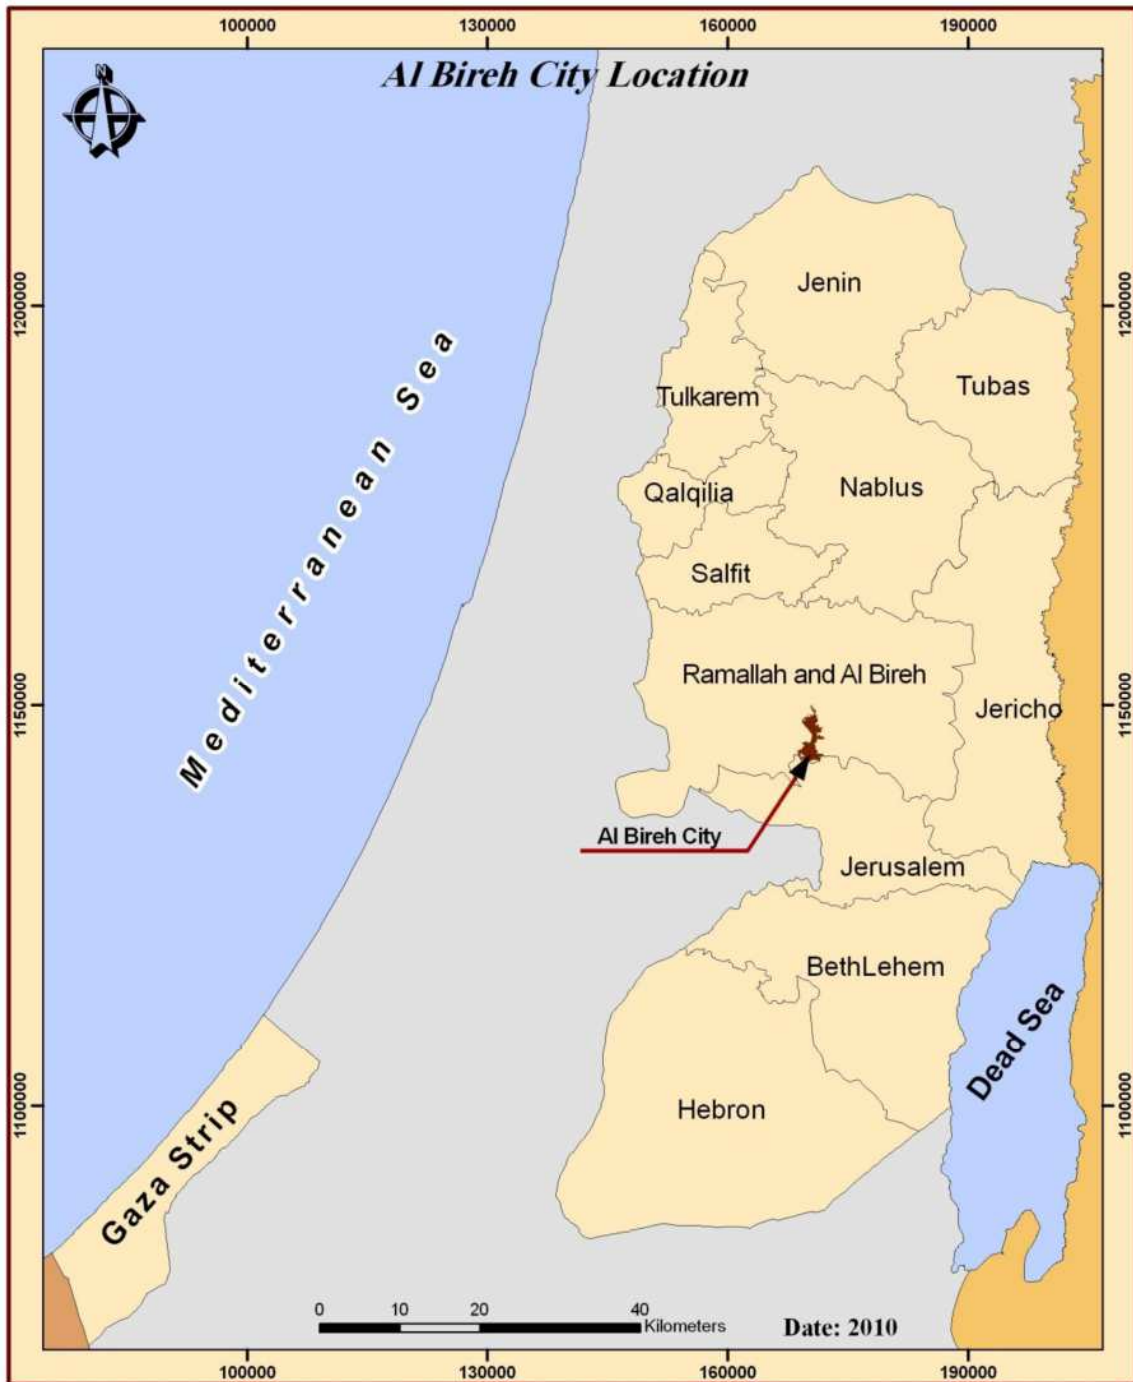 100000 130000 160000 190000
Al Bireh City Location
N
Jenin
1200000
1200000
Tubas
Tulkarem
Mediterranean Sea
Nablus
Qalqilia
Salfit
Ramallah and Al Bireh
Jericho
1150000
1150000
Al Bireh City
Jerusalem
BethLehem
Dead Sea
Hebron
1100000
1100000
Gaza Strip
0 10 20 40
Kilometers
Date: 2010
100000 130000 160000 190000